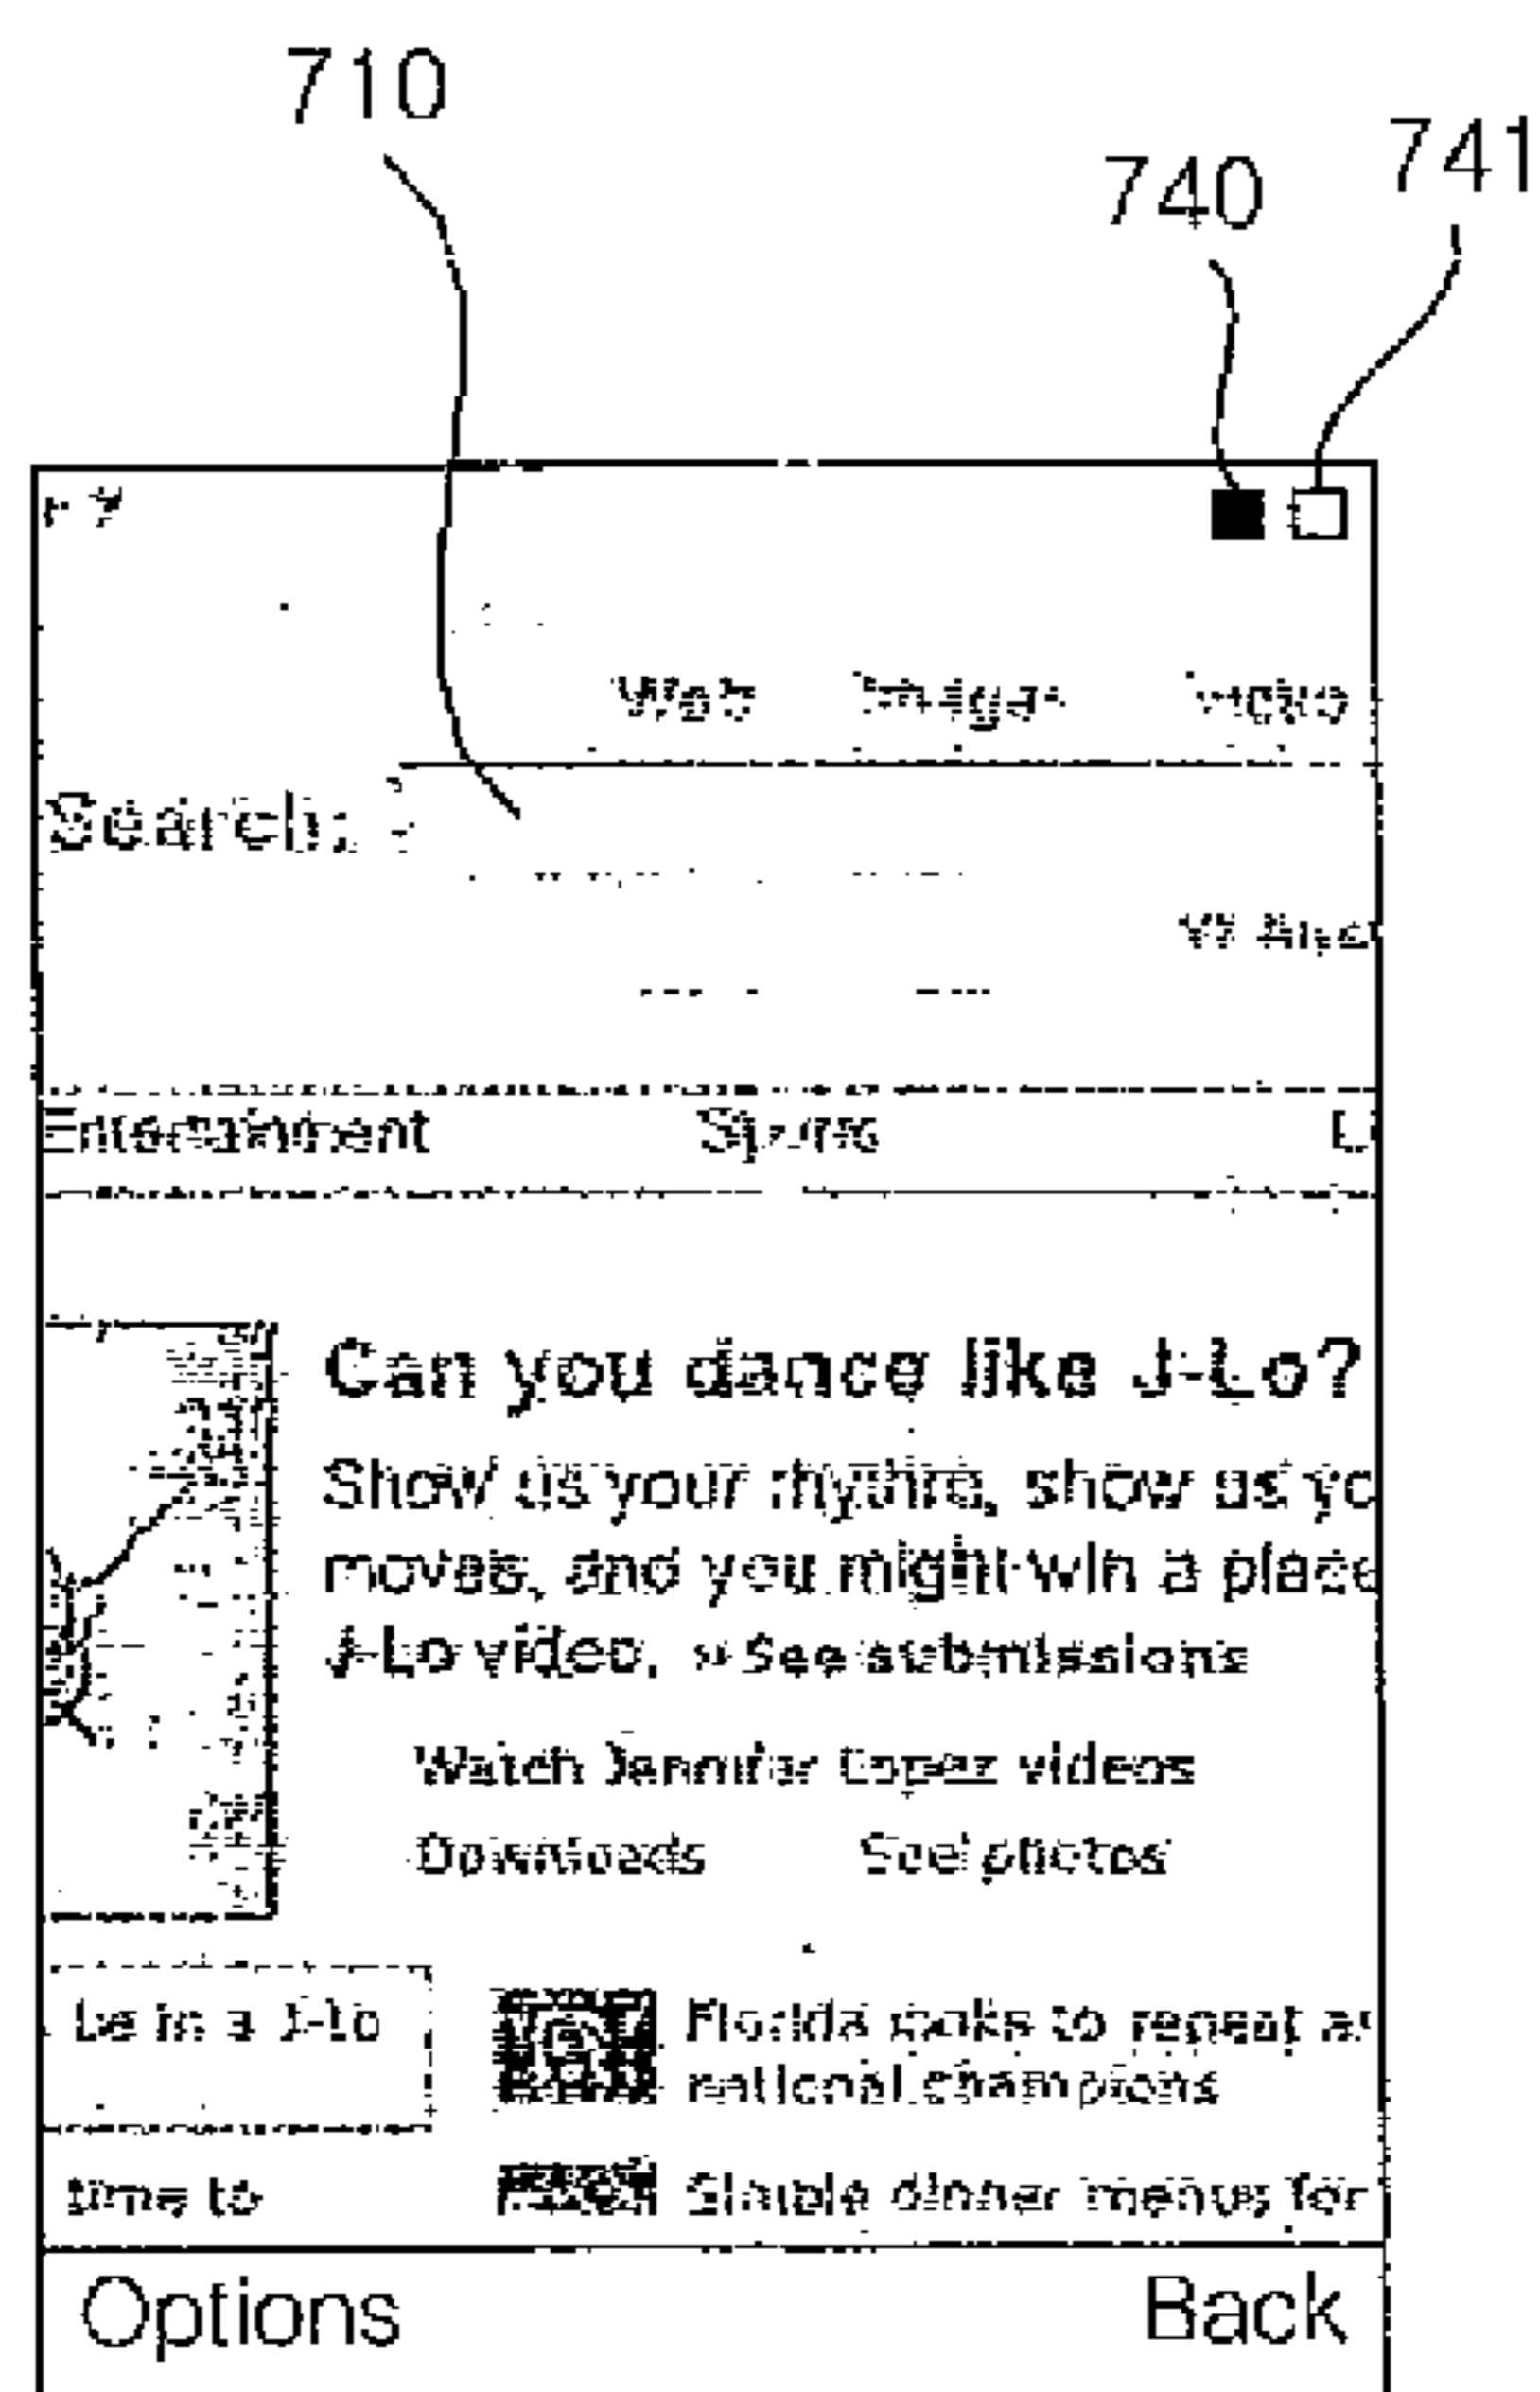 710
740
741
Web
Search:
Entertainment Sports
Can you dance like J-Lo?
Show us your rhythm, show us yo
moves, and you might win a place
J-Lo video. » See submissions
Watch Jennifer Lopez videos
Downloads See photos
J-Lo
Florida looks to repeat as
national champions
time to
Simple dinner menus for
Options Back